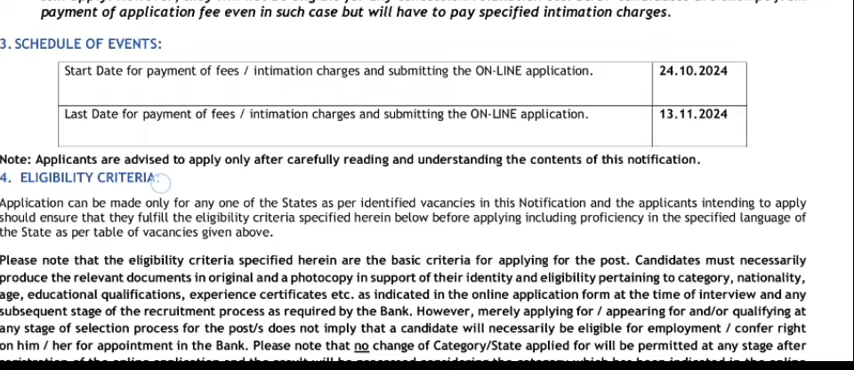 payment of application fee even in such case but will have to pay specified intimation charges.
3. SCHEDULE OF EVENTS:
Start Date for payment of fees / intimation charges and submitting the ON-LINE application. 24.10.2024
Last Date for payment of fees / intimation charges and submitting the ON-LINE application. 13.11.2024
Note: Applicants are advised to apply only after carefully reading and understanding the contents of this notification.
4. ELIGIBILITY CRITERIA:
Application can be made only for any one of the States as per identified vacancies in this Notification and the applicants intending to apply
should ensure that they fulfill the eligibility criteria specified herein below before applying including proficiency in the specified language of
the State as per table of vacancies given above.
Please note that the eligibility criteria specified herein are the basic criteria for applying for the post. Candidates must necessarily
produce the relevant documents in original and a photocopy in support of their identity and eligibility pertaining to category, nationality,
age, educational qualifications, experience certificates etc. as indicated in the online application form at the time of interview and any
subsequent stage of the recruitment process as required by the Bank. However, merely applying for / appearing for and/or qualifying at
any stage of selection process for the post/s does not imply that a candidate will necessarily be eligible for employment / confer right
on him / her for appointment in the Bank. Please note that no change of Category/State applied for will be permitted at any stage after